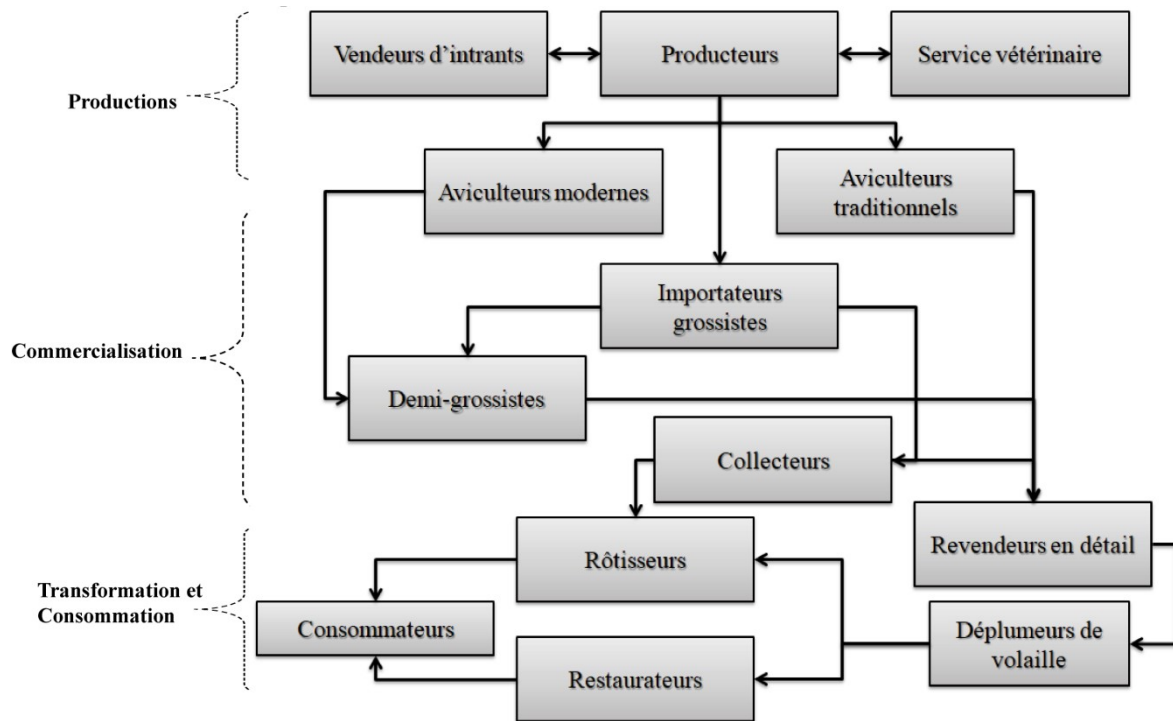 Vendeurs d'intrants
Producteurs
Service vétérinaire
Productions
Aviculteurs modernes
Aviculteurs
traditionnels
Importateurs
grossistes
Commercialisation
Demi-grossistes
Collecteurs
Revendeurs en détail
Rôtisseurs
Transformation et
Consommation
Consommateurs
Déplumeurs de
volaille
Restaurateurs